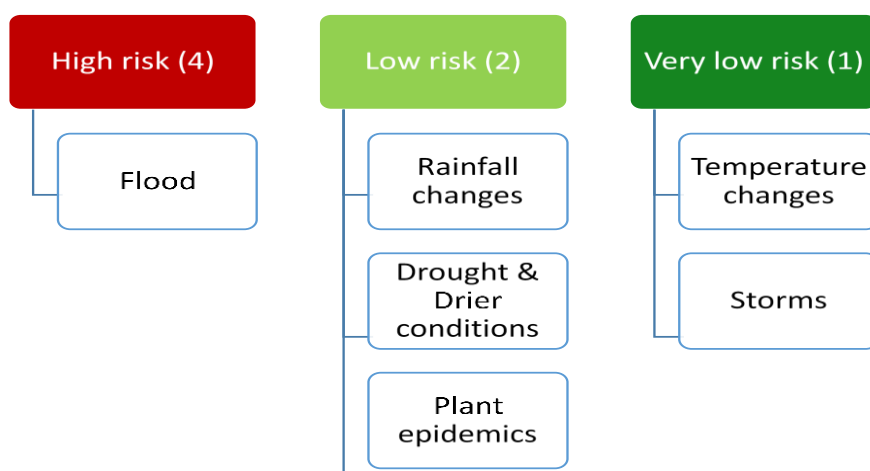 High risk (4)
Flood
Low risk (2)
Rainfall
changes
Drought &
Drier
conditions
Plant
epidemics
Very low risk (1)
Temperature
changes
Storms